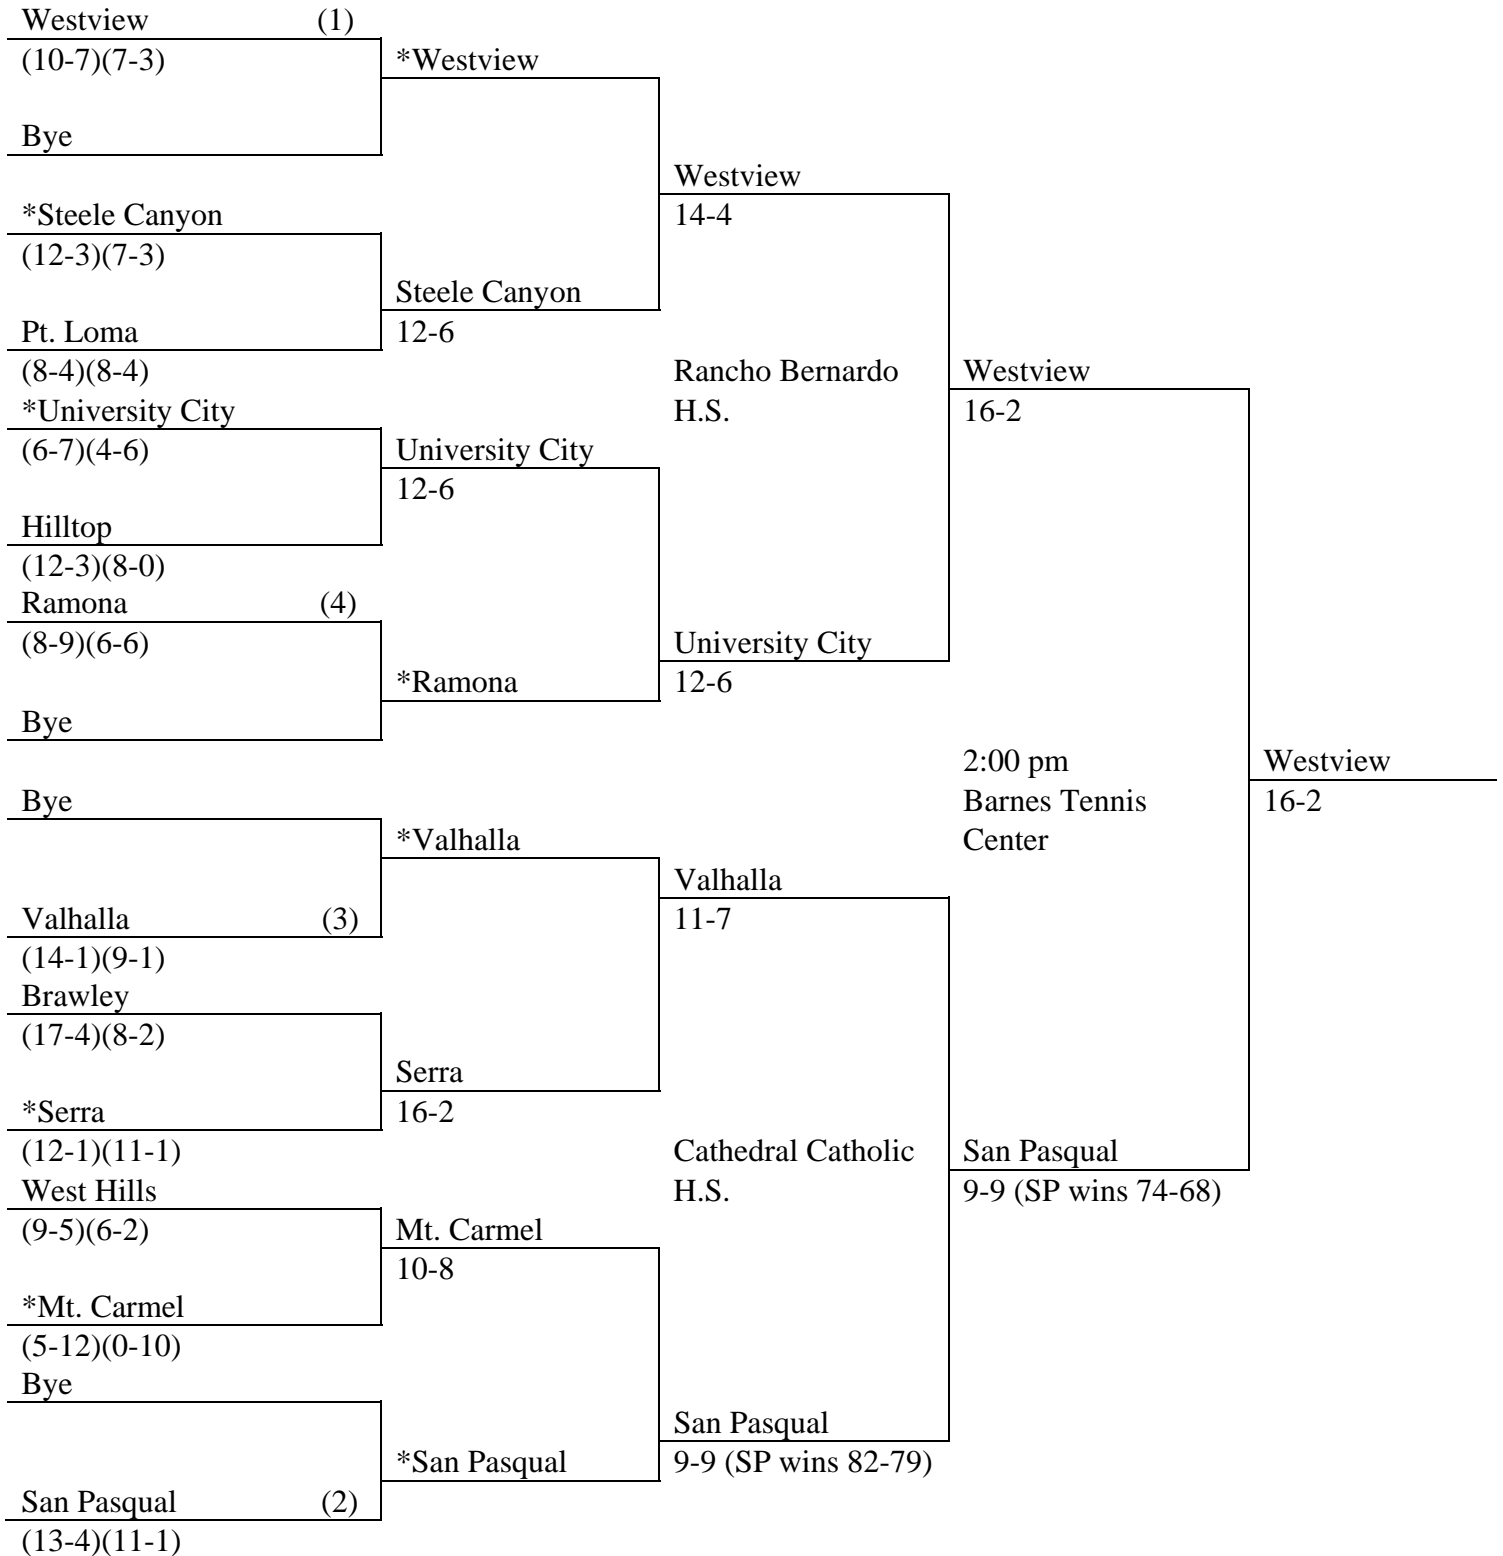 Westview (1)
(10-7)(7-3)
Bye
*Steele Canyon
(12-3)(7-3)
Pt. Loma
(8-4)(8-4)
*University City
(6-7)(4-6)
Hilltop
(12-3)(8-0)
Ramona (4)
(8-9)(6-6)
Bye
Bye
Valhalla (3)
(14-1)(9-1)
Brawley
(17-4)(8-2)
*Serra
(12-1)(11-1)
West Hills
(9-5)(6-2)
*Mt. Carmel
(5-12)(0-10)
Bye
San Pasqual (2)
(13-4)(11-1)
*Westview
Steele Canyon
12-6
University City
12-6
*Ramona
*Valhalla
Serra
16-2
Mt. Carmel
10-8
*San Pasqual
Westview
14-4
Rancho Bernardo
H.S.
University City
12-6
Valhalla
11-7
Cathedral Catholic
H.S.
San Pasqual
9-9 (SP wins 82-79)
Westview
16-2
2:00 pm
Barnes Tennis
Center
San Pasqual
9-9 (SP wins 74-68)
Westview
16-2